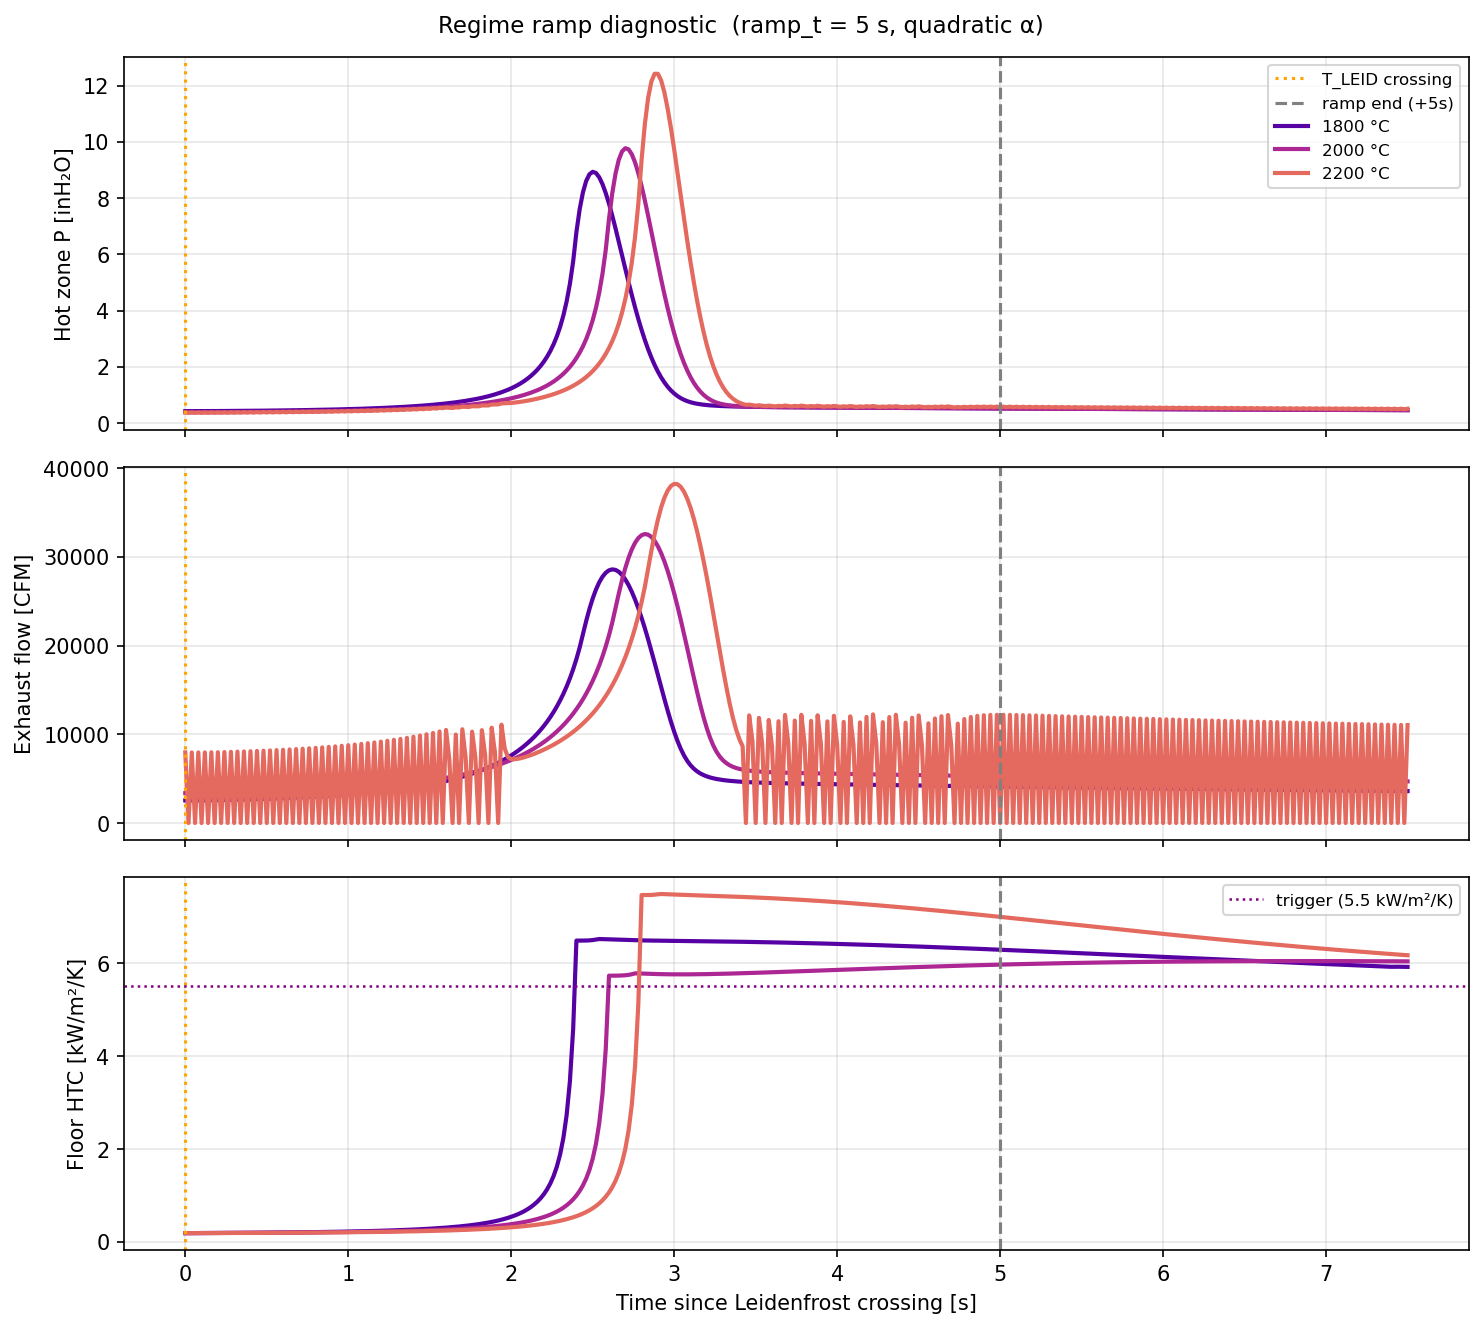 Regime ramp diagnostic  (ramp_t = 5 s, quadratic α)
Hot zone P [inH₂O]
12
10
8
6
4
2
0
T_LEID crossing
ramp end (+5s)
1800 °C
2000 °C
2200 °C
Exhaust flow [CFM]
40000
30000
20000
10000
0
Floor HTC [kW/m²/K]
6
4
2
0
trigger (5.5 kW/m²/K)
0 1 2 3 4 5 6 7
Time since Leidenfrost crossing [s]